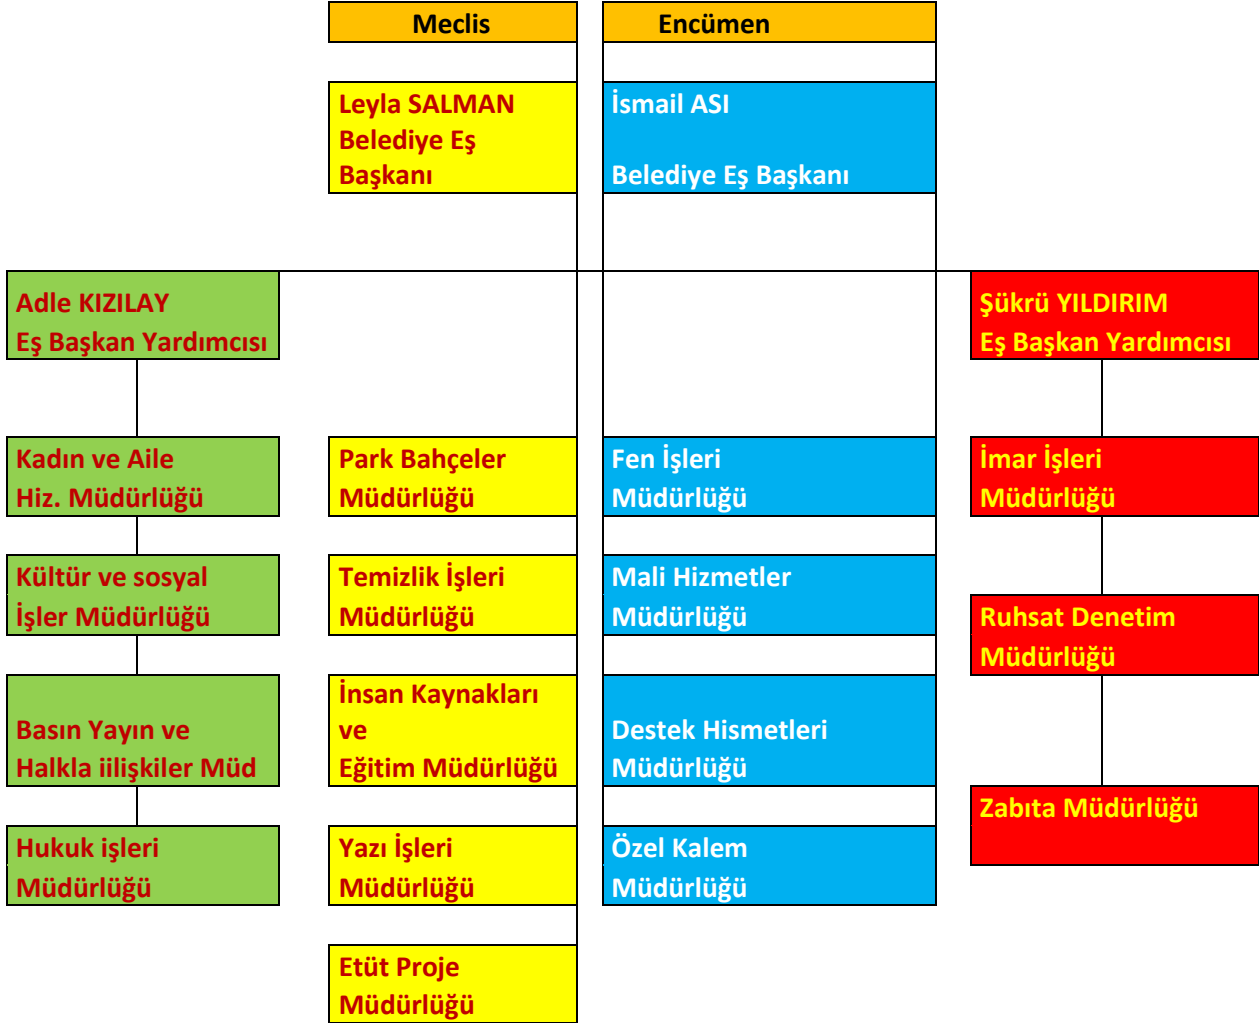 Meclis
Encümen
Leyla SALMAN
Belediye Eş
Başkanı
İsmail ASI
Belediye Eş Başkanı
Adle KIZILAY
Eş Başkan Yardımcısı
Şükrü YILDIRIM
Eş Başkan Yardımcısı
Kadın ve Aile
Hiz. Müdürlüğü
Park Bahçeler
Müdürlüğü
Fen İşleri
Müdürlüğü
İmar İşleri
Müdürlüğü
Kültür ve sosyal
İşler Müdürlüğü
Temizlik İşleri
Müdürlüğü
Mali Hizmetler
Müdürlüğü
Ruhsat Denetim
Müdürlüğü
Basın Yayın ve
Halkla iilişkiler Müd
İnsan Kaynakları
ve
Eğitim Müdürlüğü
Destek Hismetleri
Müdürlüğü
Zabıta Müdürlüğü
Hukuk işleri
Müdürlüğü
Yazı İşleri
Müdürlüğü
Özel Kalem
Müdürlüğü
Etüt Proje
Müdürlüğü